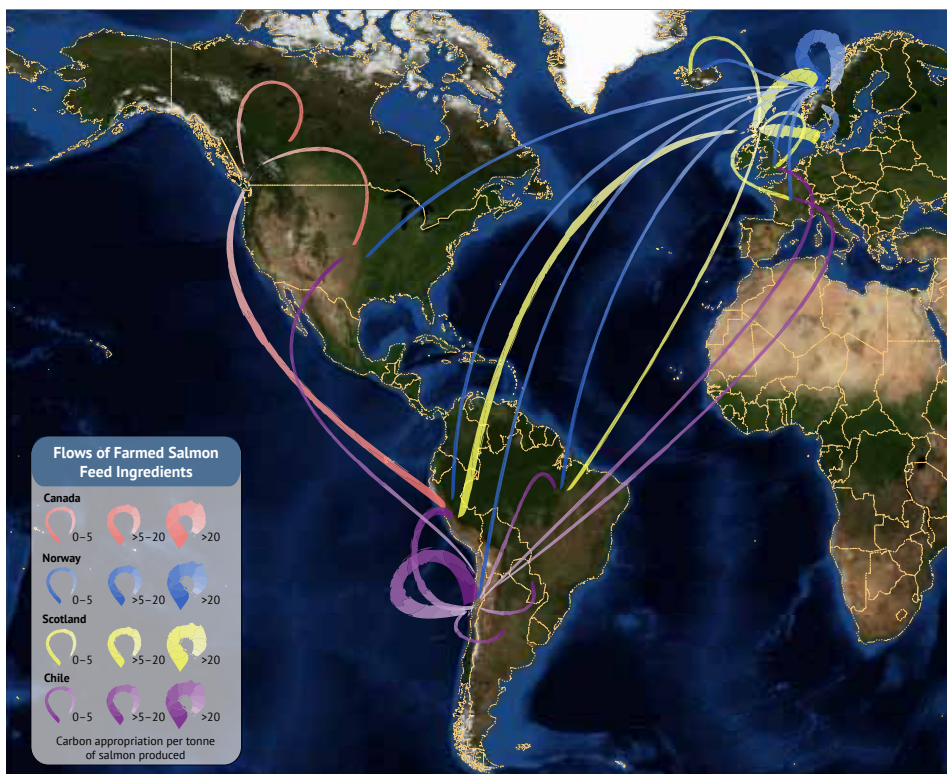 Flows of Farmed Salmon
Feed Ingredients
Canada
0–5 >5–20 >20
Norway
0–5 >5–20 >20
Scotland
0–5 >5–20 >20
Chile
0–5 >5–20 >20
Carbon appropriation per tonne
of salmon produced